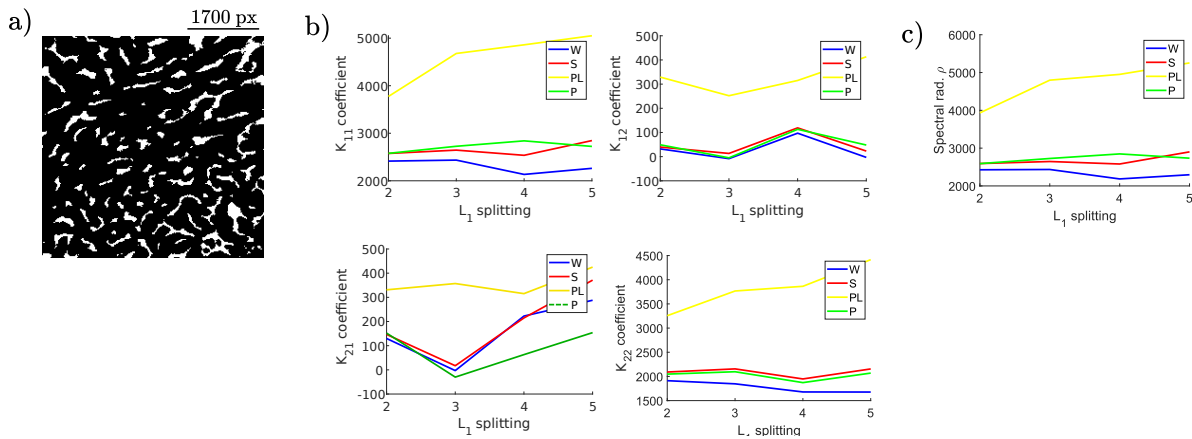 a)
1700 px
b)
K11 coefficient
5000
4000
3000
2000
2
3
4
5
L1 splitting
W
S
PL
P
K12 coefficient
500
400
300
200
100
0
-100
2
3
4
5
L1 splitting
W
S
PL
P
c)
Spectral rad. ρ
6000
5000
4000
3000
2000
2
3
4
5
L1 splitting
W
S
PL
P
K21 coefficient
500
400
300
200
100
0
-100
2
3
4
5
L1 splitting
W
S
PL
P
K22 coefficient
4500
4000
3500
3000
2500
2000
1500
2
3
4
5
L1 splitting
W
S
PL
P